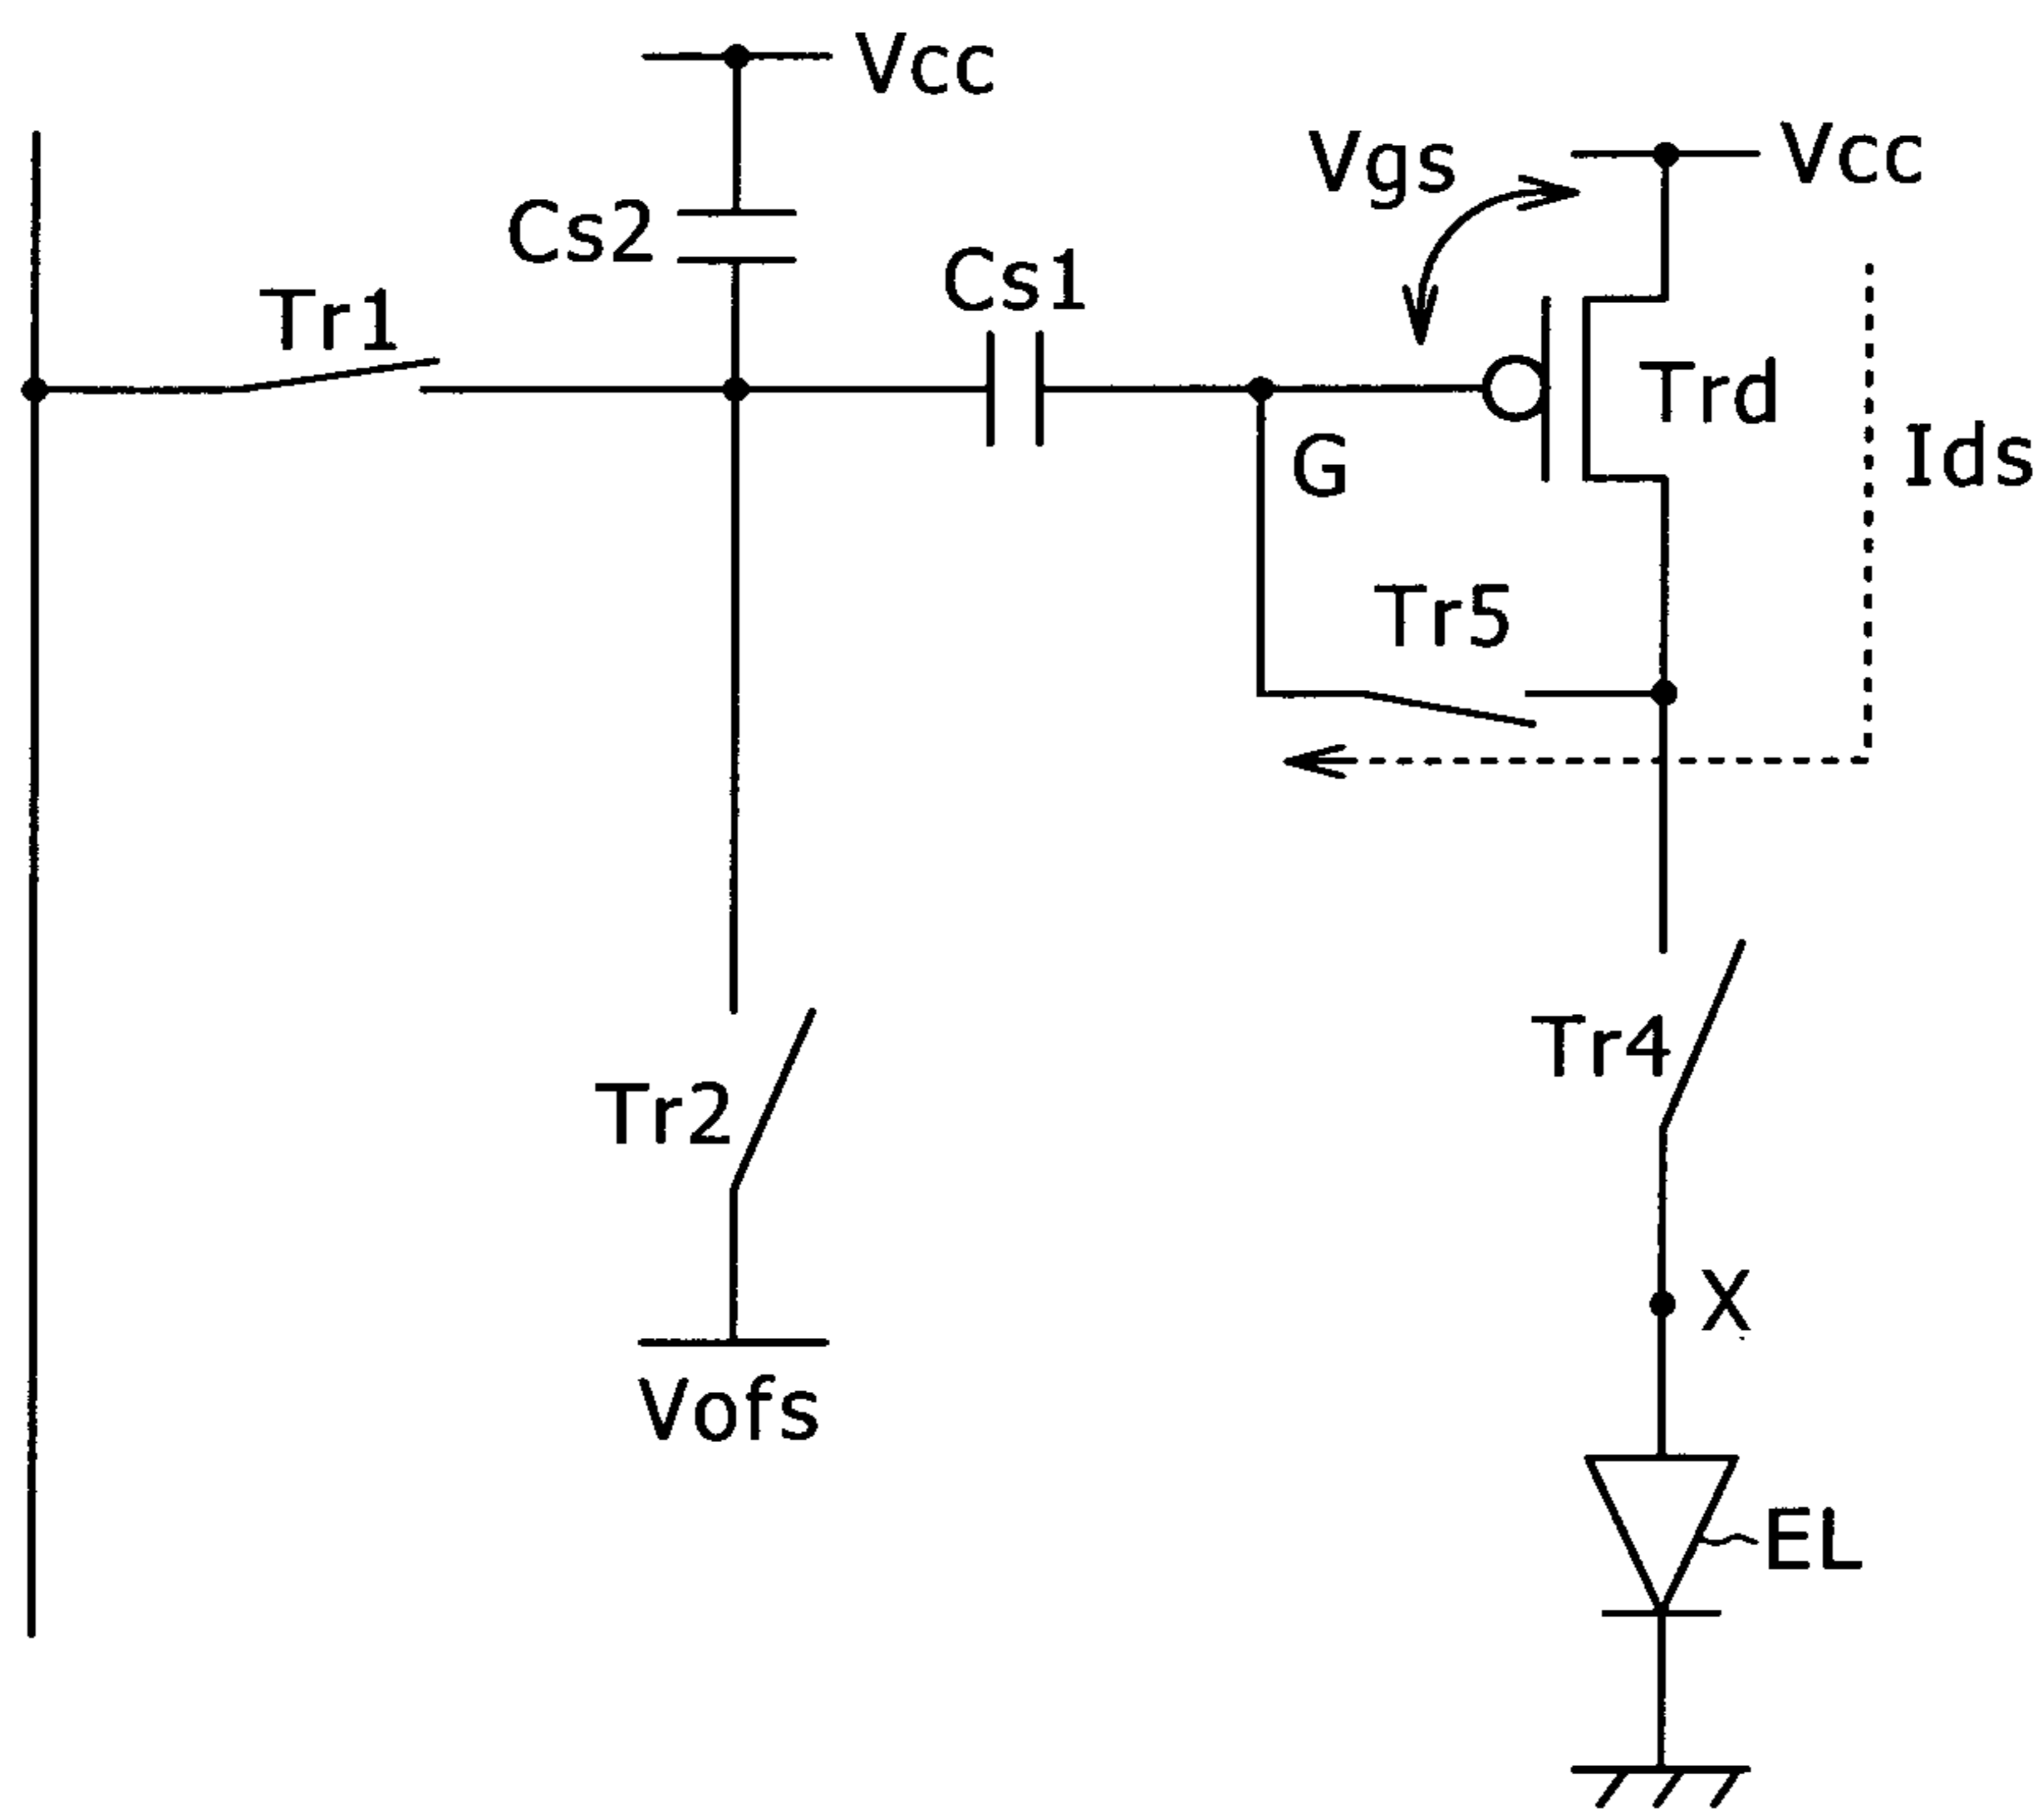 Vcc
Vgs
Vcc
Cs2
Cs1
Tr1
Trd
G
Ids
Tr5
Tr4
Tr2
X
Vofs
EL